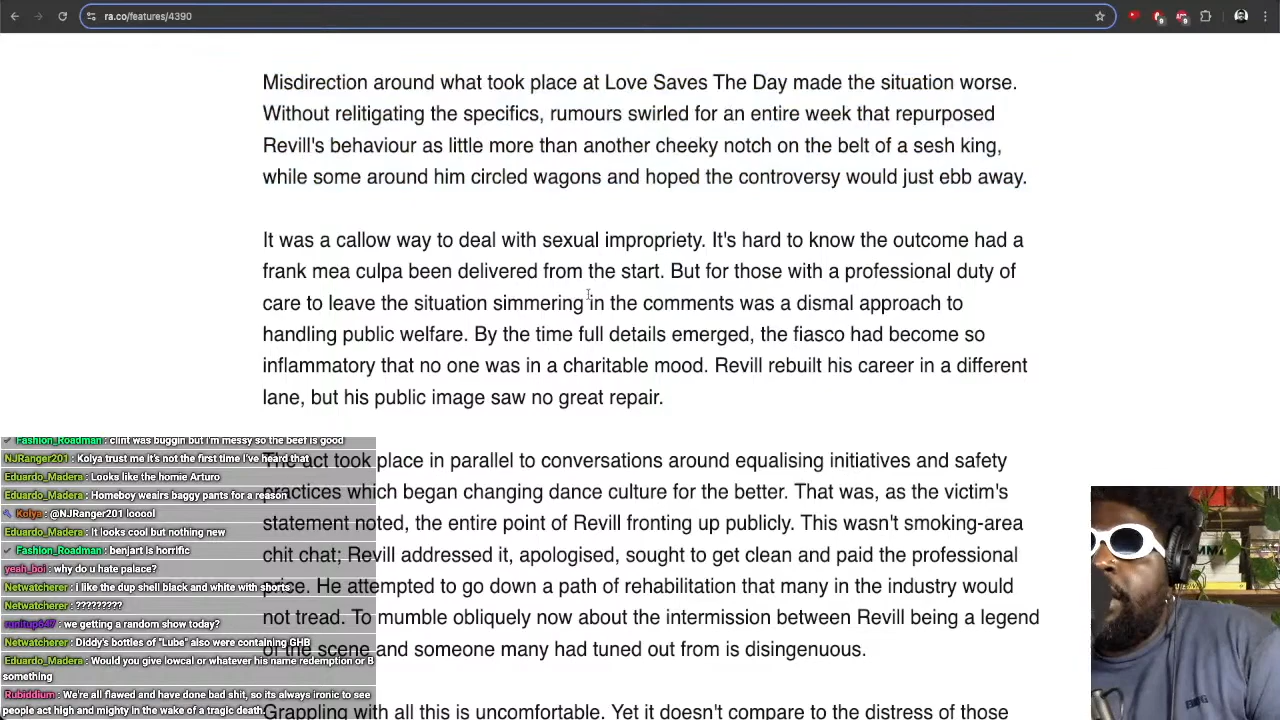 ra.co/features/4390
Misdirection around what took place at Love Saves The Day made the situation worse.
Without relitigating the specifics, rumours swirled for an entire week that repurposed
Revill's behaviour as little more than another cheeky notch on the belt of a sesh king,
while some around him circled wagons and hoped the controversy would just ebb away.
It was a callow way to deal with sexual impropriety. It's hard to know the outcome had a
frank mea culpa been delivered from the start. But for those with a professional duty of
care to leave the situation simmering in the comments was a dismal approach to
handling public welfare. By the time full details emerged, the fiasco had become so
inflammatory that no one was in a charitable mood. Revill rebuilt his career in a different
lane, but his public image saw no great repair.
The act took place in parallel to conversations around equalising initiatives and safety
practices which began changing dance culture for the better. That was, as the victim's
statement noted, the entire point of Revill fronting up publicly. This wasn't smoking-area
chit chat; Revill addressed it, apologised, sought to get clean and paid the professional
price. He attempted to go down a path of rehabilitation that many in the industry would
not tread. To mumble obliquely now about the intermission between Revill being a legend
of the scene and someone many had tuned out from is disingenuous.
Grappling with all this is uncomfortable. Yet it doesn't compare to the distress of those
Fashion_Roadman: clint was buggin but i'm messy so the beef is good
NJRanger201: Kolya trust me it's not the first time I've heard that
Eduardo_Madera: Looks like the homie Arturo
Eduardo_Madera: Homeboy wears baggy pants for a reason
Kolya: @NJRanger201 looool
Eduardo_Madera: It looks cool but nothing new
Fashion_Roadman: benjart is horrific
yeah_boi: why do u hate palace?
Netwatcherer: i like the dup shell black and white with shorts
Netwatcherer: ?????????
runitup647: we getting a random show today?
Netwatcherer: Diddy's bottles of "Lube" also were containing GHB
Eduardo_Madera: Would you give lowcal or whatever his name redemption or B
something
Rubiddium: We're all flawed and have done bad shit, so its always ironic to see
people act high and mighty in the wake of a tragic death.